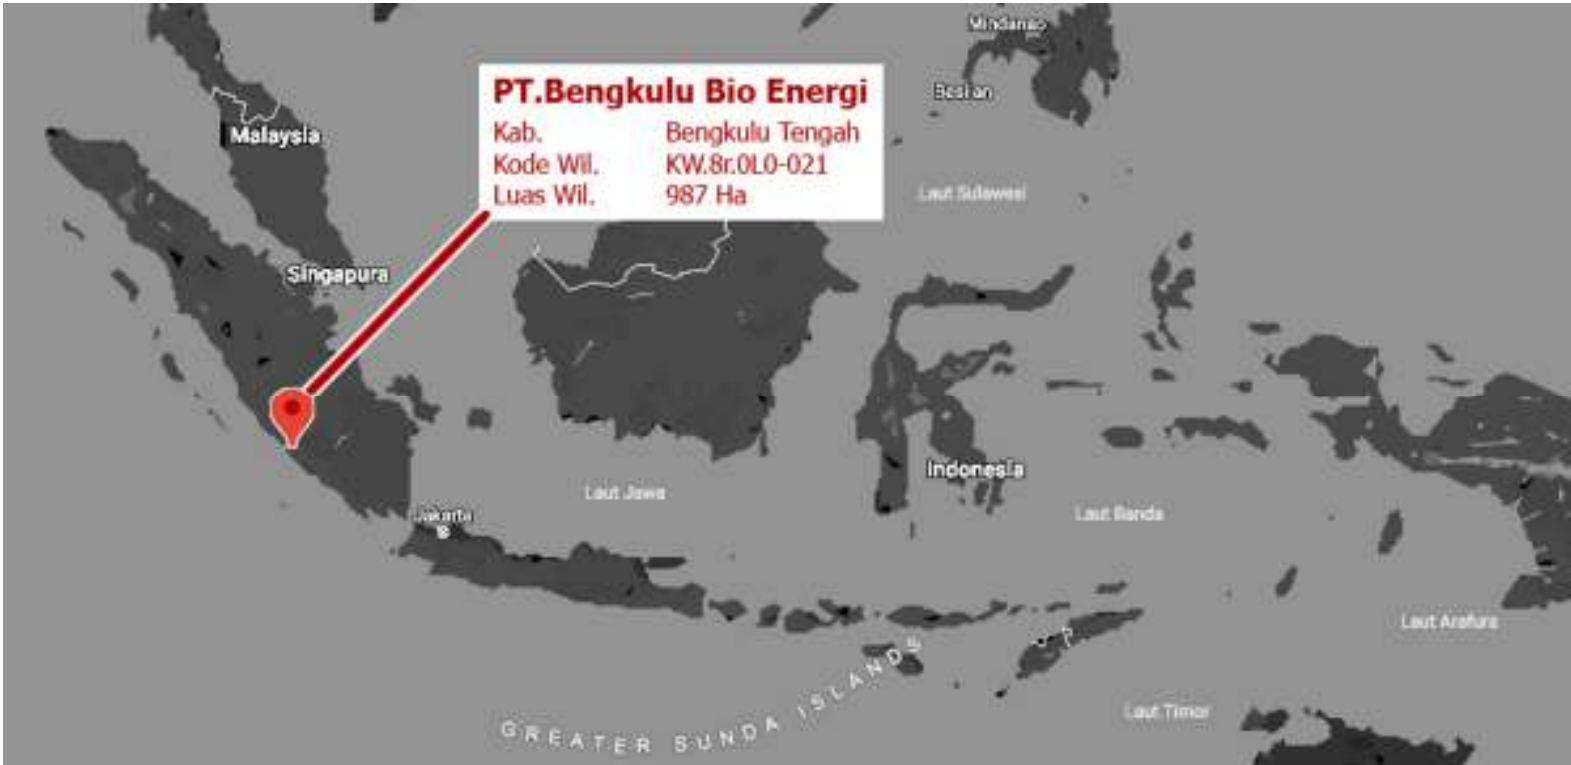 Mindanao
PT.Bengkulu Bio Energi
Basilan
Kab. Bengkulu Tengah
Malaysia
Kode Wil. KW.8r.0L0-021
Luas Wil. 987 Ha
Laut Sulawesi
Singapura
Indonesia
Laut Jawa
Laut Banda
Jakarta
Laut Arafura
GREATER SUNDA ISLANDS
Laut Timor